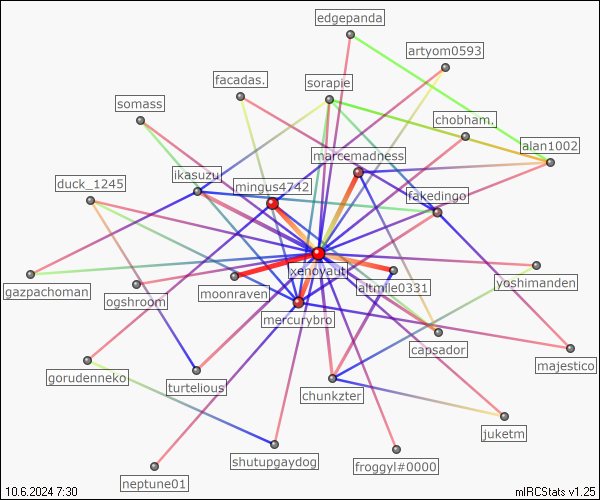 edgepanda
artyom0593
facadas.
sorapie
somass
chobham.
alan1002
marcemadness
ikasuzu
duck_1245
mingus4742
fakedingo
xenoyaut
altmile0331
yoshimanden
gazpachoman
moonraven
ogshroom
mercurybro
capsador
majestico
gorudenneko
turtelious
chunkzter
juketm
shutupgaydog
froggyl#0000
neptune01
10.6.2024 7:30
mIRCStats v1.25